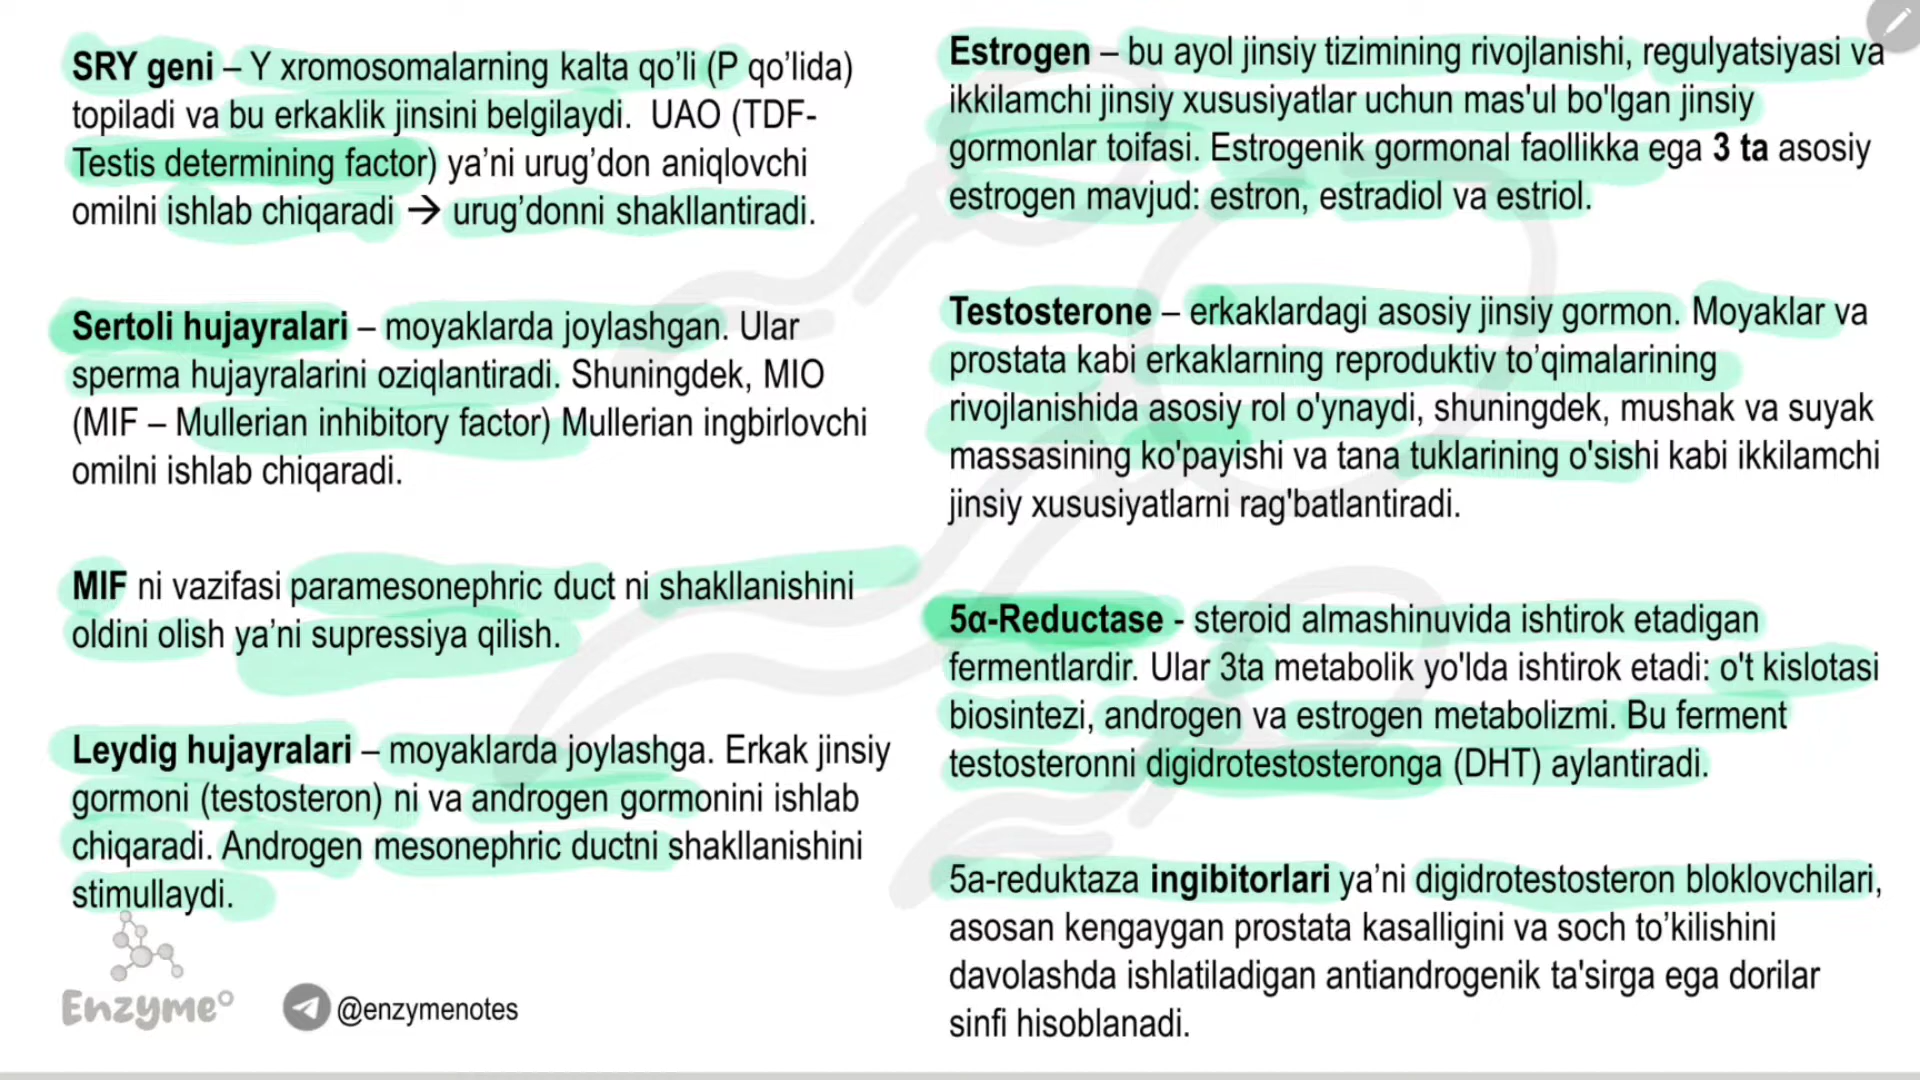 SRY geni – Y xromosomalarning kalta qo’li (P qo’lida)
topiladi va bu erkaklik jinsini belgilaydi. UAO (TDF-
Testis determining factor) ya’ni urug’don aniqlovchi
omilni ishlab chiqaradi → urug’donni shakllantiradi.
Sertoli hujayralari – moyaklarda joylashgan. Ular
sperma hujayralarini oziqlantiradi. Shuningdek, MIO
(MIF – Mullerian inhibitory factor) Mullerian ingbirlovchi
omilni ishlab chiqaradi.
MIF ni vazifasi paramesonephric duct ni shakllanishini
oldini olish ya’ni supressiya qilish.
Leydig hujayralari – moyaklarda joylashga. Erkak jinsiy
gormoni (testosteron) ni va androgen gormonini ishlab
chiqaradi. Androgen mesonephric ductni shakllanishini
stimullaydi.
Enzyme
@enzymenotes
Estrogen – bu ayol jinsiy tizimining rivojlanishi, regulyatsiyasi va
ikkilamchi jinsiy xususiyatlar uchun mas'ul bo'lgan jinsiy
gormonlar toifasi. Estrogenik gormonal faollikka ega 3 ta asosiy
estrogen mavjud: estron, estradiol va estriol.
Testosterone – erkaklardagi asosiy jinsiy gormon. Moyaklar va
prostata kabi erkaklarning reproduktiv to’qimalarining
rivojlanishida asosiy rol o'ynaydi, shuningdek, mushak va suyak
massasining ko'payishi va tana tuklarining o'sishi kabi ikkilamchi
jinsiy xususiyatlarni rag'batlantiradi.
5α-Reductase - steroid almashinuvida ishtirok etadigan
fermentlardir. Ular 3ta metabolik yo'lda ishtirok etadi: o't kislotasi
biosintezi, androgen va estrogen metabolizmi. Bu ferment
testosteronni digidrotestosteronga (DHT) aylantiradi.
5a-reduktaza ingibitorlari ya’ni digidrotestosteron bloklovchilari,
asosan kengaygan prostata kasalligini va soch to’kilishini
davolashda ishlatiladigan antiandrogenik ta'sirga ega dorilar
sinfi hisoblanadi.